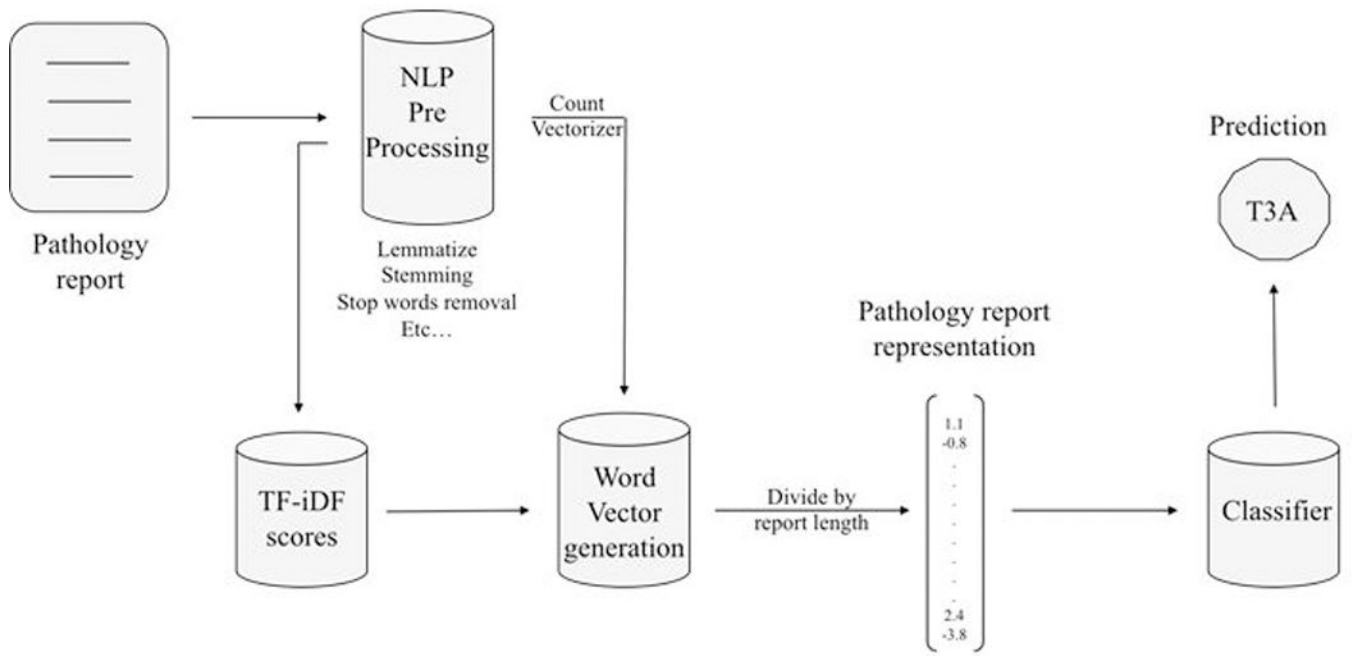 Pathology
report
NLP
Pre
Processing
Lemmatize
Stemming
Stop words removal
Etc...
Count
Vectorizer
TF-iDF
scores
Word
Vector
generation
Divide by
report length
Pathology report
representation
1.1
-0.8
.
.
.
.
.
.
.
.
2.4
-3.8
Classifier
Prediction
T3A